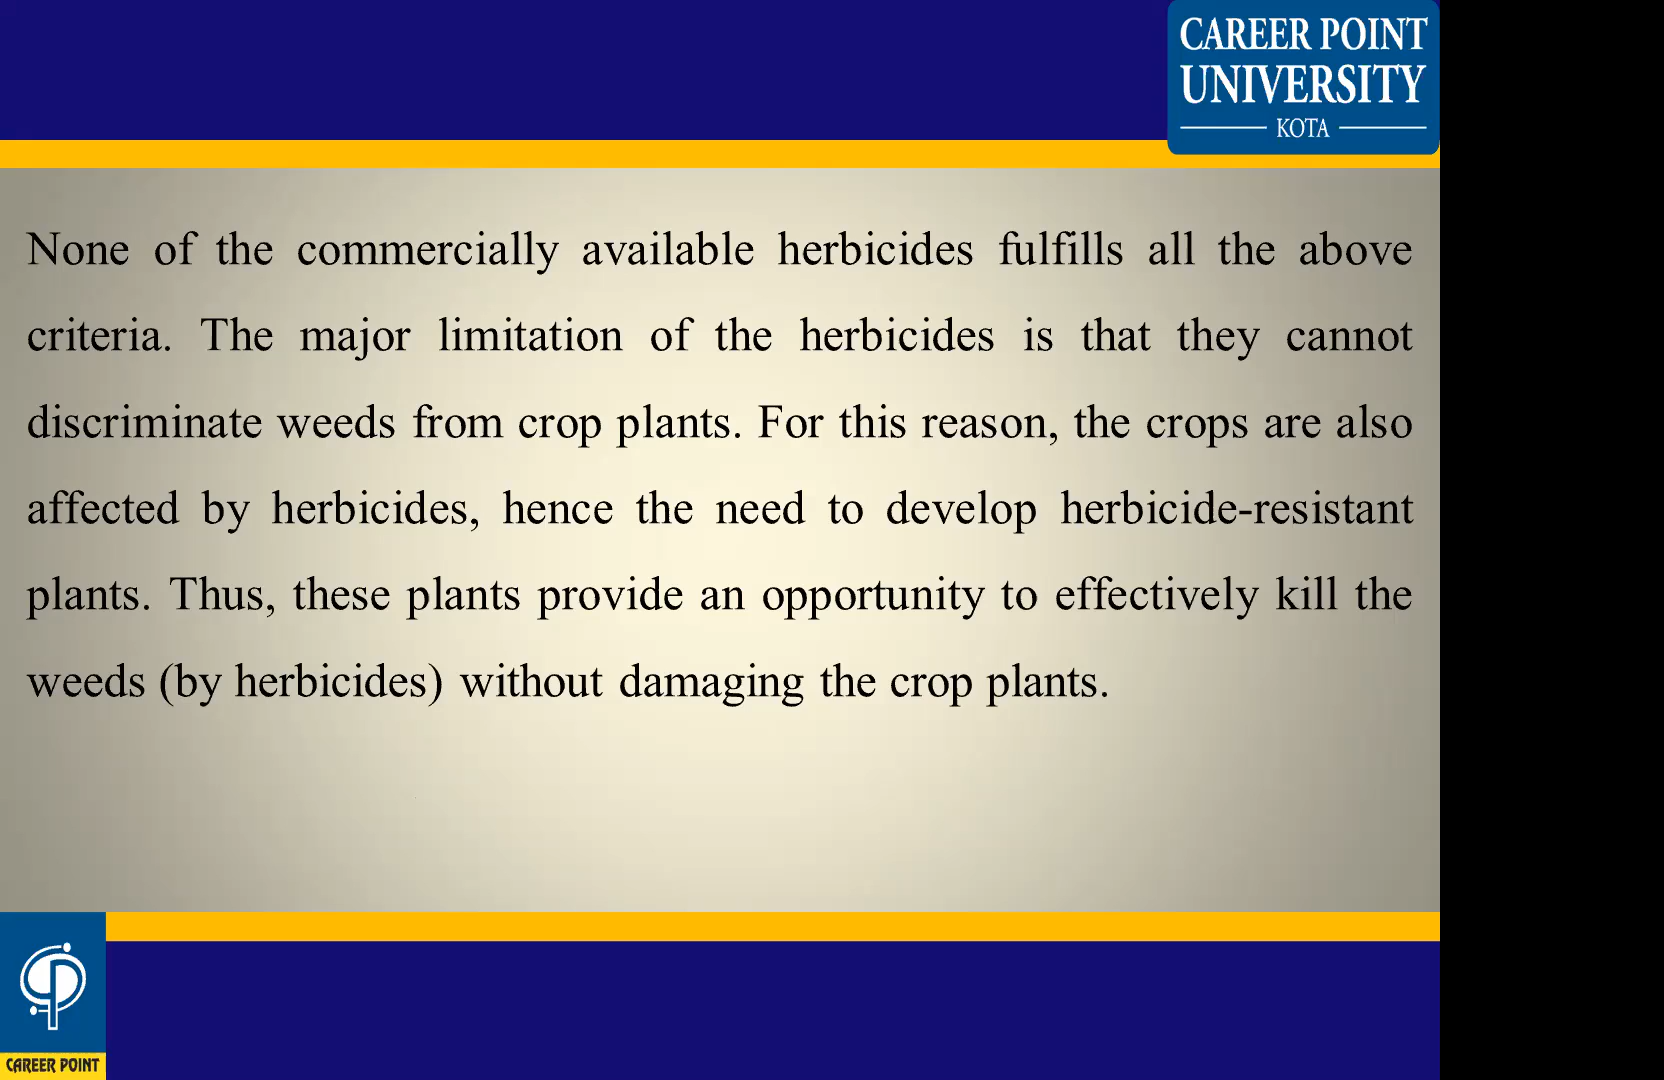 CAREER POINT
UNIVERSITY
KOTA
None of the commercially available herbicides fulfills all the above
criteria. The major limitation of the herbicides is that they cannot
discriminate weeds from crop plants. For this reason, the crops are also
affected by herbicides, hence the need to develop herbicide-resistant
plants. Thus, these plants provide an opportunity to effectively kill the
weeds (by herbicides) without damaging the crop plants.
CAREER POINT